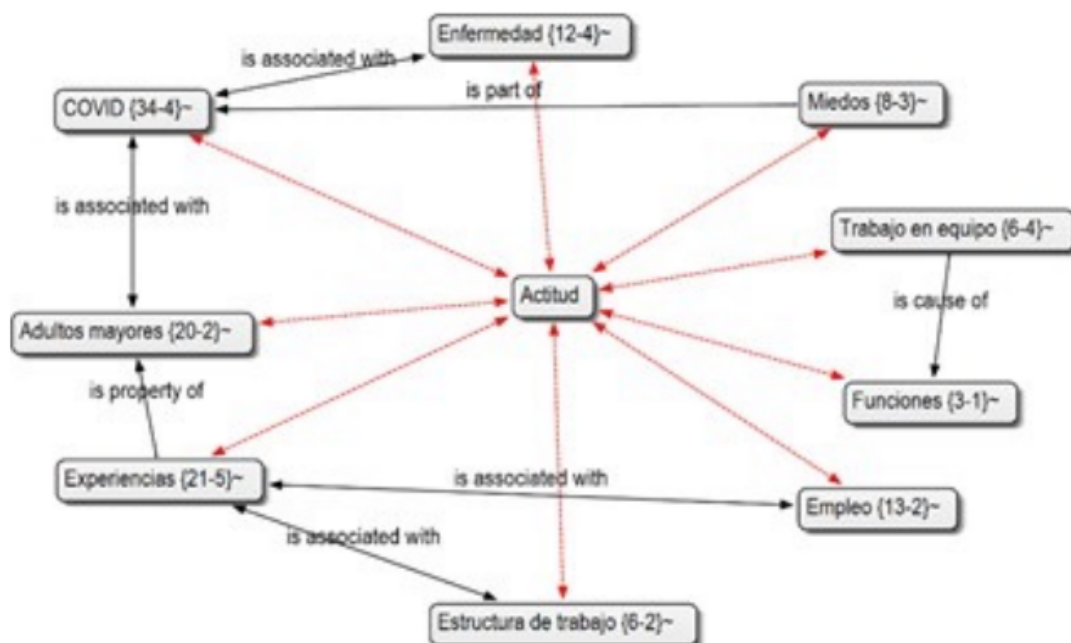 Enfermedad {12-4}~
is associated with
COVID {34-4}~
is part of
Miedos {8-3}~
is associated with
Trabajo en equipo {6-4}~
Actitud
is cause of
Adultos mayores {20-2}~
is property of
Funciones {3-1}~
Experiencias {21-5}~
is associated with
Empleo {13-2}~
is associated with
Estructura de trabajo {6-2}~